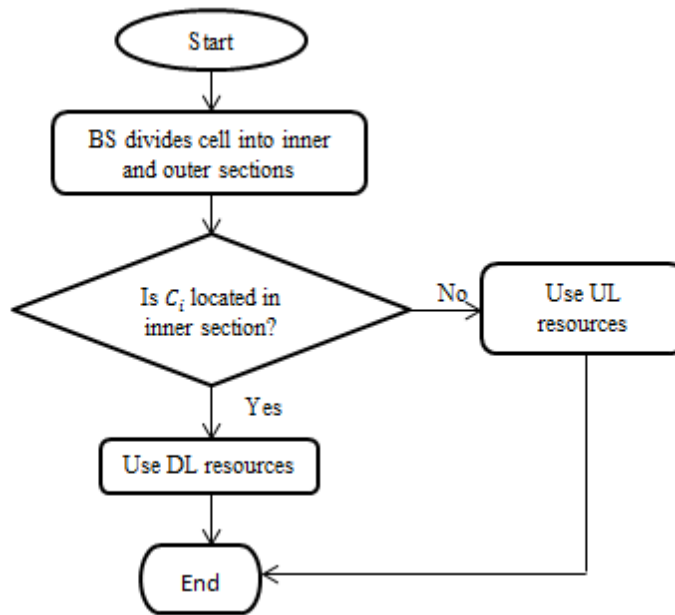 Start
BS divides cell into inner
and outer sections
Is C_i located in
inner section?
No
Use UL
resources
Yes
Use DL resources
End